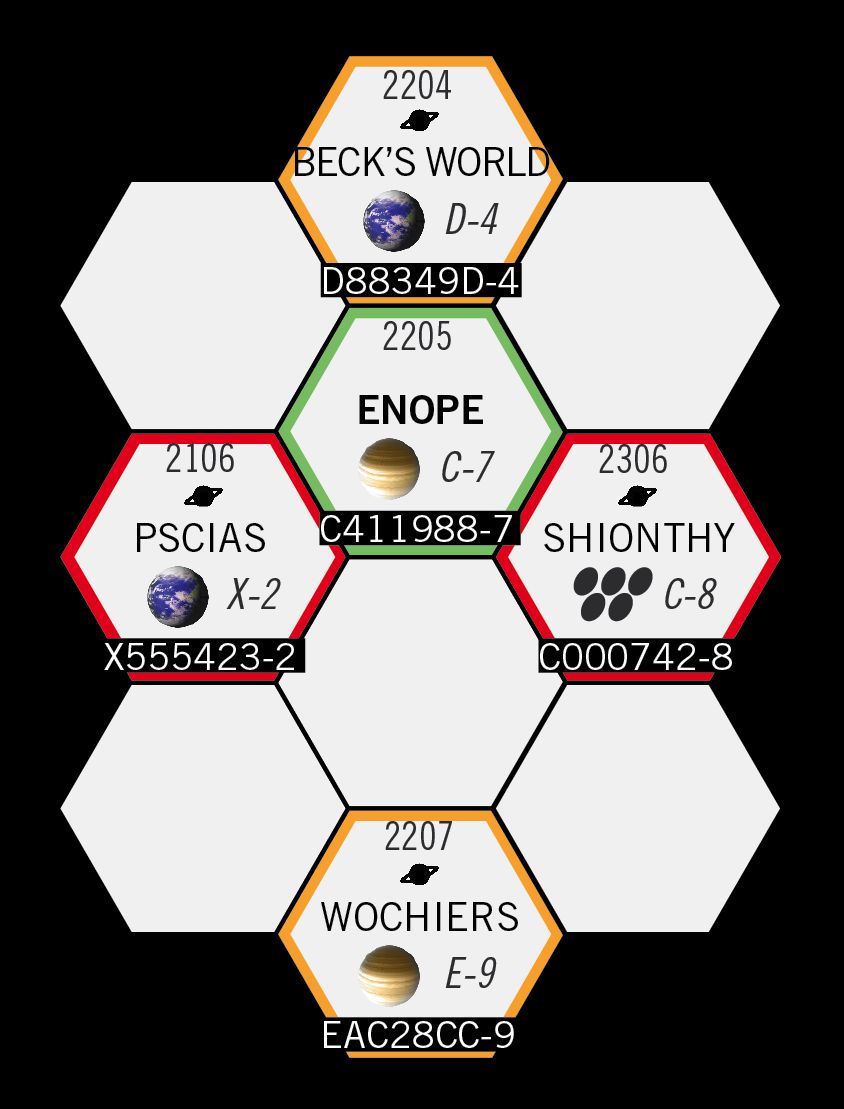 2204
BECK'S WORLD
D-4
D88349D-4
2205
ENOPE
C-7
C411988-7
2106
PSCIAS
X-2
X555423-2
2306
SHIONTHY
C-8
C000742-8
2207
WOCHIERS
E-9
EAC28CC-9